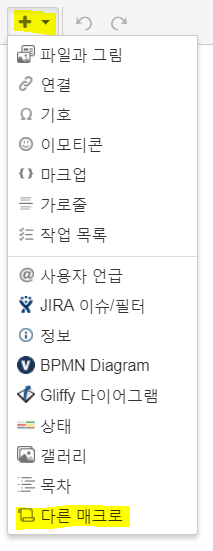 파일과 그림
연결
기호
이모티콘
마크업
가로줄
작업 목록
사용자 언급
JIRA 이슈/필터
정보
BPMN Diagram
Gliffy 다이어그램
상태
갤러리
목차
다른 매크로